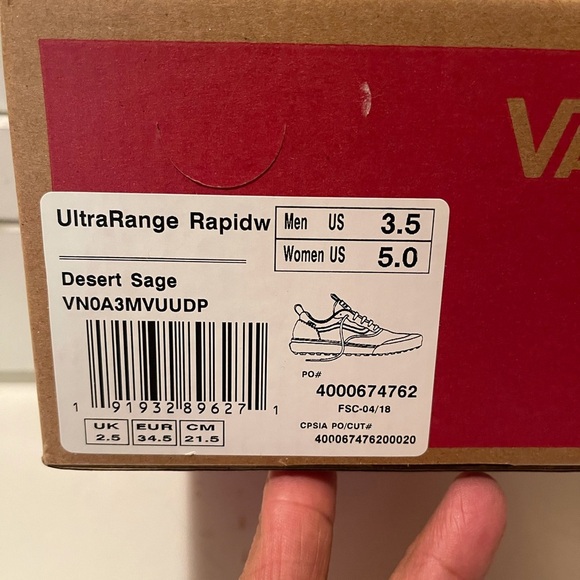 VA
UltraRange Rapidw
Men US 3.5
Women US 5.0
Desert Sage
VN0A3MVUUDP
1 91932 89627 1
PO#
4000674762
FSC-04/18
CPSIA PO/CUT#
400067476200020
UK EUR CM
2.5 34.5 21.5